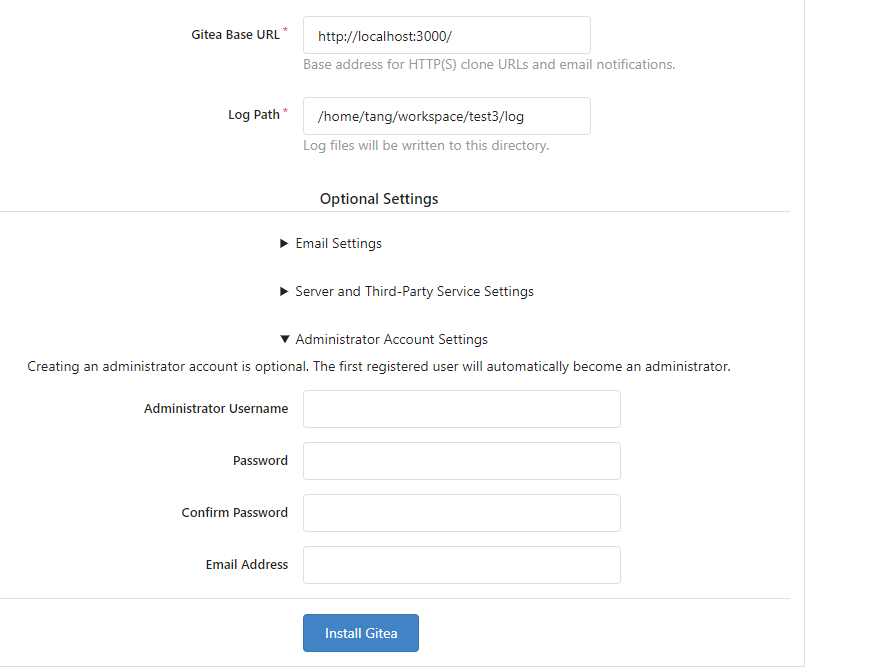 Gitea Base URL *
http://localhost:3000/
Base address for HTTP(S) clone URLs and email notifications.
Log Path *
/home/tang/workspace/test3/log
Log files will be written to this directory.
Optional Settings
Email Settings
Server and Third-Party Service Settings
Administrator Account Settings
Creating an administrator account is optional. The first registered user will automatically become an administrator.
Administrator Username
Password
Confirm Password
Email Address
Install Gitea